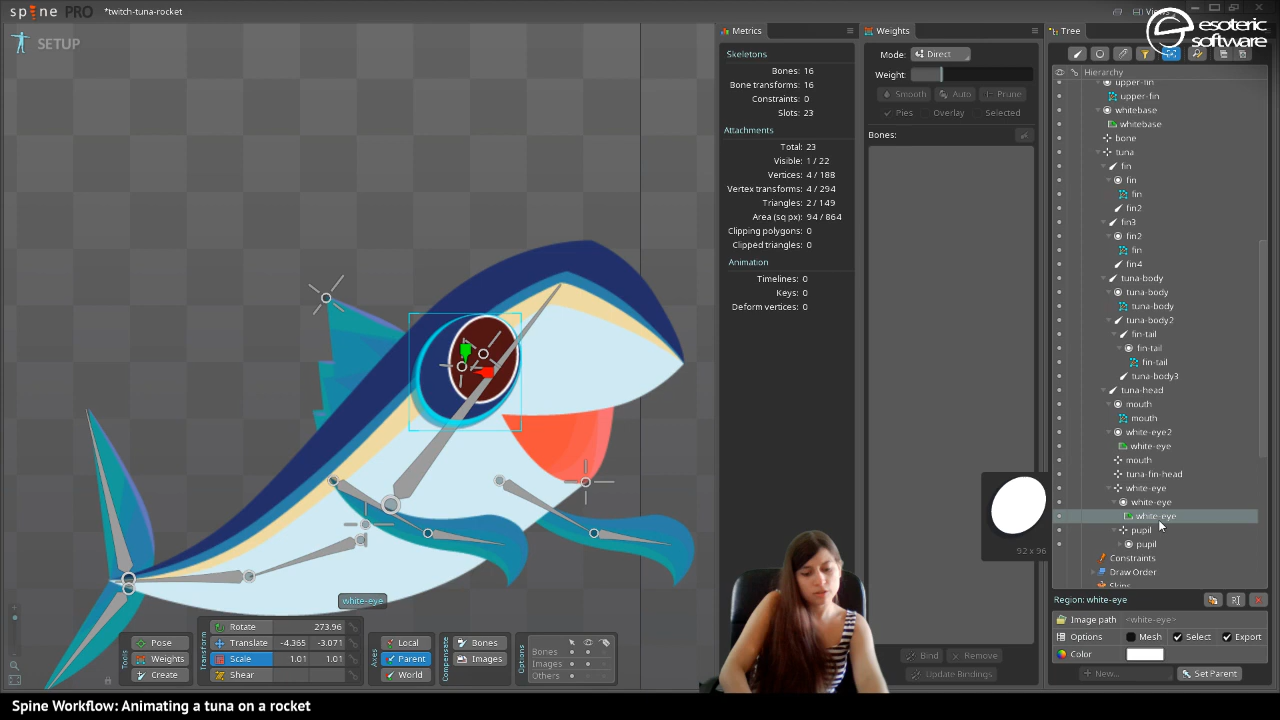 spine PRO *twitch-tuna-rocket
Views
esoteric
software
SETUP
Metrics
Skeletons
Bones: 16
Bone transforms: 16
Constraints: 0
Slots: 23
Attachments
Total: 23
Visible: 1 / 22
Vertices: 4 / 188
Vertex transforms: 4 / 294
Triangles: 2 / 149
Area (sq px): 94 / 864
Clipping polygons: 0
Clipped triangles: 0
Animation
Timelines: 0
Keys: 0
Deform vertices: 0
Weights
Mode: Direct
Weight:
Smooth Auto Prune
Pies Overlay Selected
Bones:
Bind Remove
Update Bindings
Tree
Hierarchy
upper-fin
upper-fin
whitebase
whitebase
bone
tuna
fin
fin
fin
fin2
fin3
fin2
fin
fin4
tuna-body
tuna-body
tuna-body
tuna-body2
fin-tail
fin-tail
fin-tail
tuna-body3
tuna-head
mouth
mouth
white-eye2
white-eye
mouth
tuna-fin-head
white-eye
white-eye
white-eye
pupil
pupil
Constraints
Draw Order
Skins
92 x 96
Region: white-eye
Image path <white-eye>
Options Mesh Select Export
Color
New... Set Parent
white-eye
Tools
Pose
Weights
Create
Transform
Rotate 273.96
Translate -4.365 -3.071
Scale 1.01 1.01
Shear
Axes
Local
Parent
World
Compensate
Bones
Images
Options
Bones
Images
Others
Spine Workflow: Animating a tuna on a rocket